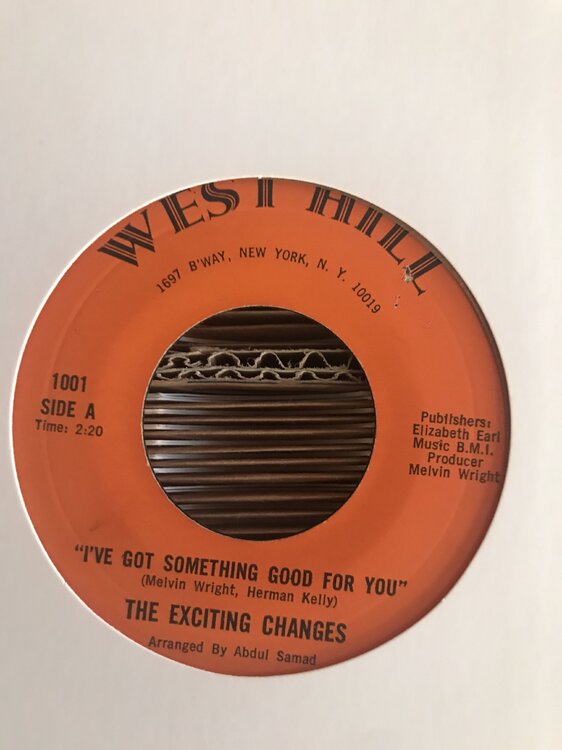 WEST HILL
1697 B'WAY, NEW YORK, N. Y. 10019
1001
SIDE A
Time: 2:20
Publishers:
Elizabeth Earl
Music B.M.I.
Producer
Melvin Wright
"I'VE GOT SOMETHING GOOD FOR YOU"
(Melvin Wright, Herman Kelly)
THE EXCITING CHANGES
Arranged By Abdul Samad